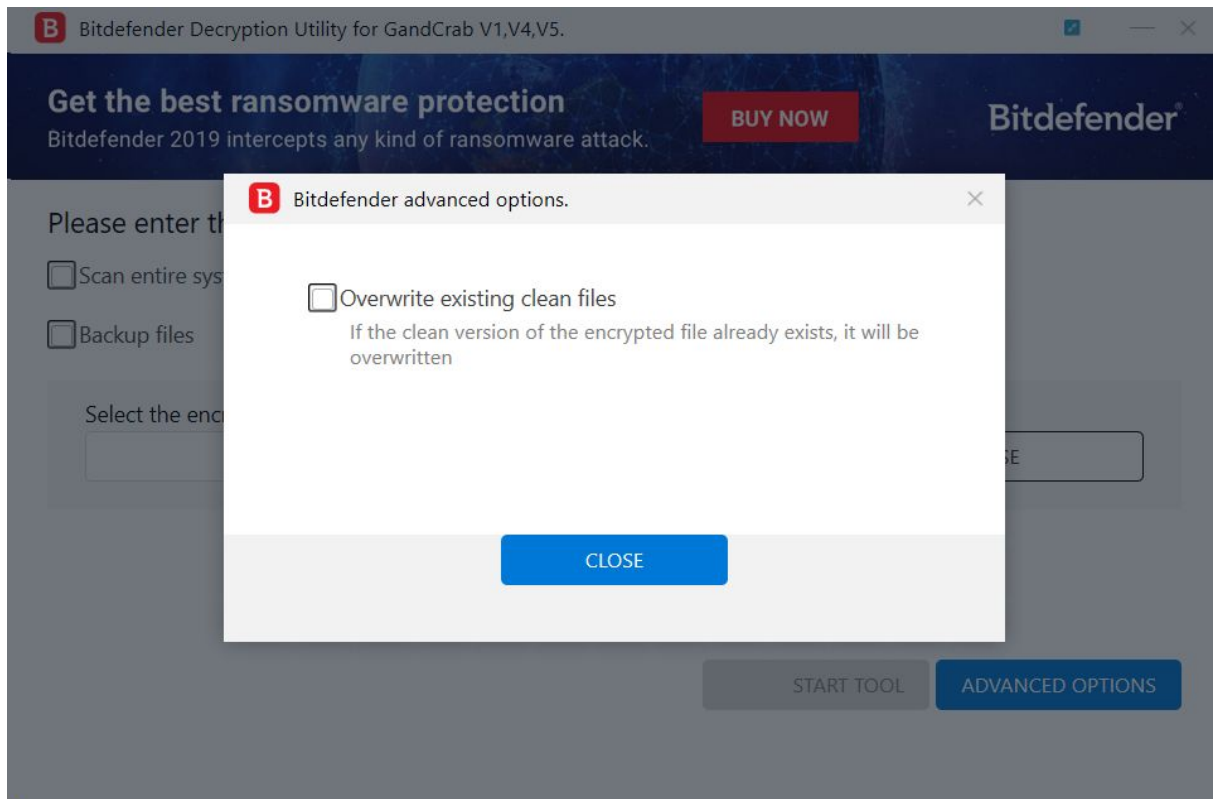 B Bitdefender Decryption Utility for GandCrab V1,V4,V5.
Get the best ransomware protection
Bitdefender 2019 intercepts any kind of ransomware attack.
BUY NOW
Bitdefender®
B Bitdefender advanced options.
Please enter
Scan entire
Backup files
Overwrite existing clean files
If the clean version of the encrypted file already exists, it will be
overwritten
Select the
CLOSE
START TOOL
ADVANCED OPTIONS